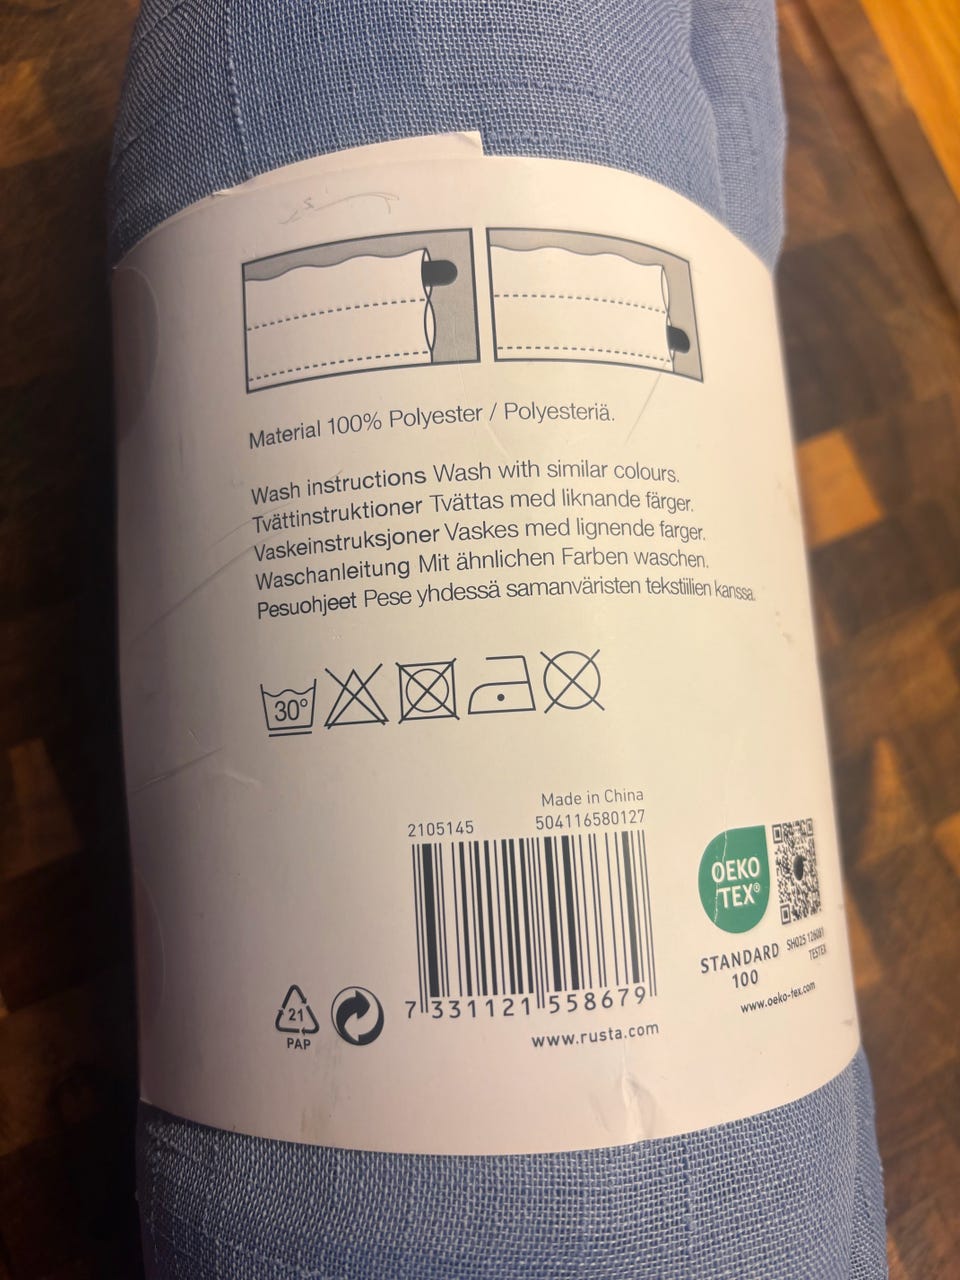 Material 100% Polyester / Polyesteriä.
Wash instructions Wash with similar colours.
Tvättinstruktioner Tvättas med liknande färger.
Vaskeinstruksjoner Vaskes med lignende farger.
Waschanleitung Mit ähnlichen Farben waschen.
Pesuohjeet Pese yhdessä samanväristen tekstiilien kanssa.
30°
Made in China
2105145 504116580127
7 331121 558679
www.rusta.com
21
PAP
OEKO
TEX®
STANDARD
100
SH025 126081
TESTEX
www.oeko-tex.com